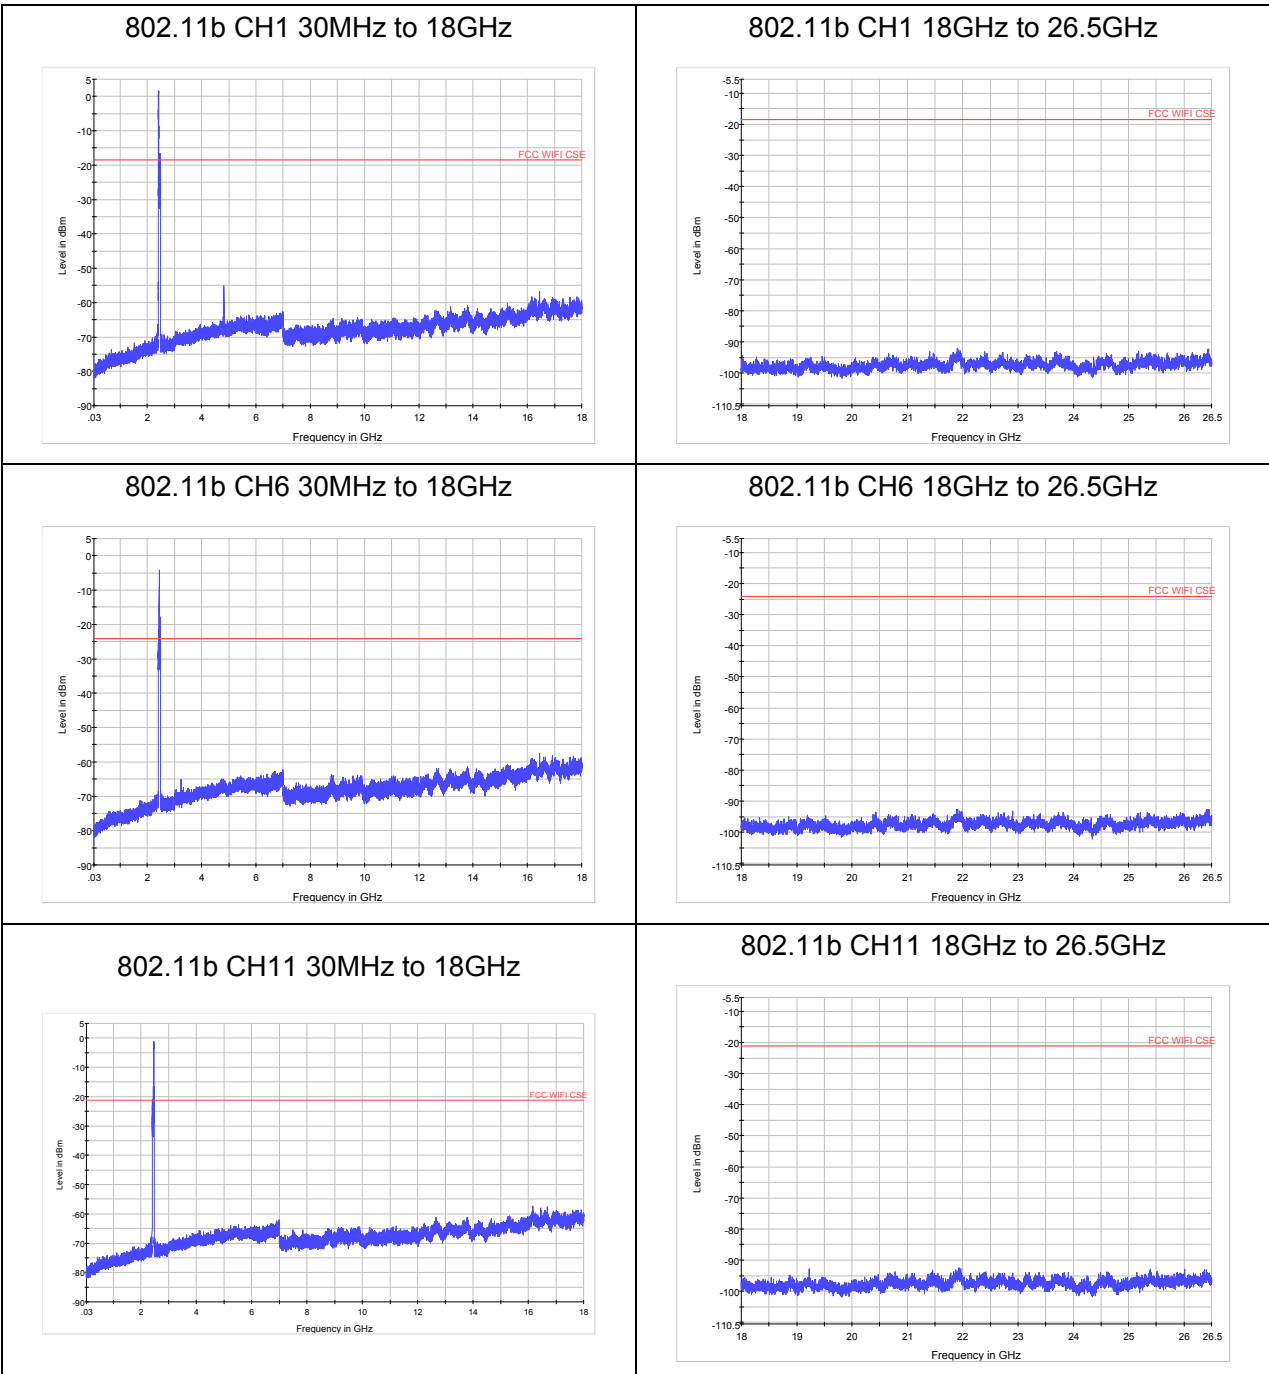 802.11b CH1 30MHz to 18GHz
5
0
-10
-20
-30
-40
-50
-60
-70
-80
-90
Level in dBm
FCC WIFI CSE
.03 2 4 6 8 10 12 14 16 18
Frequency in GHz
802.11b CH1 18GHz to 26.5GHz
-5.5
-10
-20
-30
-40
-50
-60
-70
-80
-90
-100
-110.5
Level in dBm
FCC WIFI CSE
18 19 20 21 22 23 24 25 26 26.5
Frequency in GHz
802.11b CH6 30MHz to 18GHz
5
0
-10
-20
-30
-40
-50
-60
-70
-80
-90
Level in dBm
.03 2 4 6 8 10 12 14 16 18
Frequency in GHz
802.11b CH6 18GHz to 26.5GHz
-5.5
-10
-20
-30
-40
-50
-60
-70
-80
-90
-100
-110.5
Level in dBm
FCC WIFI CSE
18 19 20 21 22 23 24 25 26 26.5
Frequency in GHz
802.11b CH11 30MHz to 18GHz
5
0
-10
-20
-30
-40
-50
-60
-70
-80
-90
Level in dBm
FCC WIFI CSE
.03 2 4 6 8 10 12 14 16 18
Frequency in GHz
802.11b CH11 18GHz to 26.5GHz
-5.5
-10
-20
-30
-40
-50
-60
-70
-80
-90
-100
-110.5
Level in dBm
FCC WIFI CSE
18 19 20 21 22 23 24 25 26 26.5
Frequency in GHz